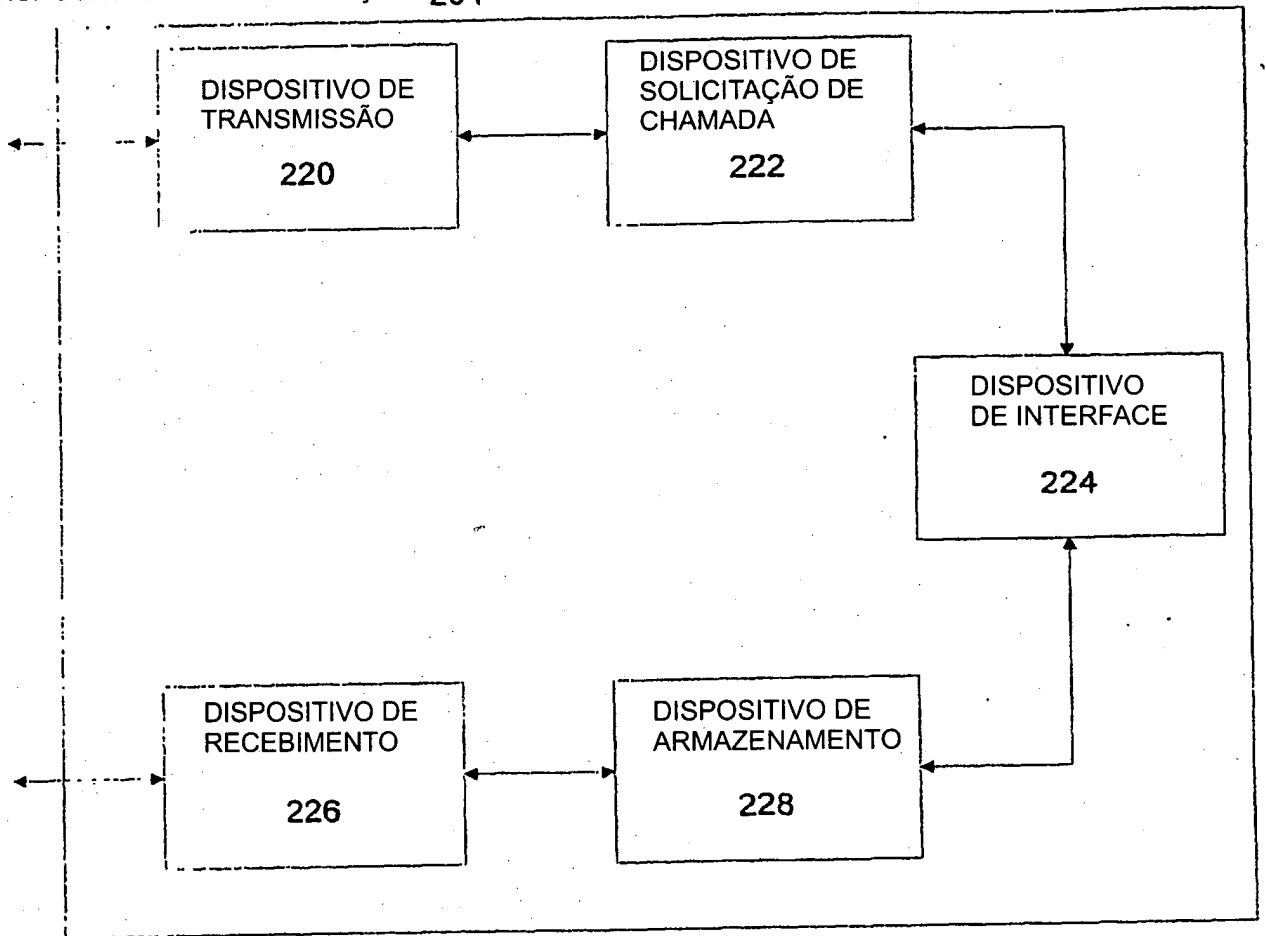 201
DISPOSITIVO DE
TRANSMISSÃO
220
DISPOSITIVO DE
SOLICITAÇÃO DE
CHAMADA
222
DISPOSITIVO
DE INTERFACE
224
DISPOSITIVO DE
RECEBIMENTO
226
DISPOSITIVO DE
ARMAZENAMENTO
228